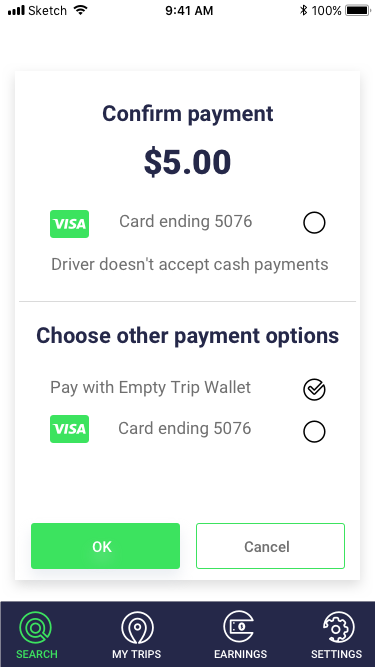 Sketch 9:41 AM 100%
Confirm payment
$5.00
VISA Card ending 5076
Driver doesn't accept cash payments
Choose other payment options
Pay with Empty Trip Wallet
VISA Card ending 5076
OK Cancel
SEARCH MY TRIPS EARNINGS SETTINGS